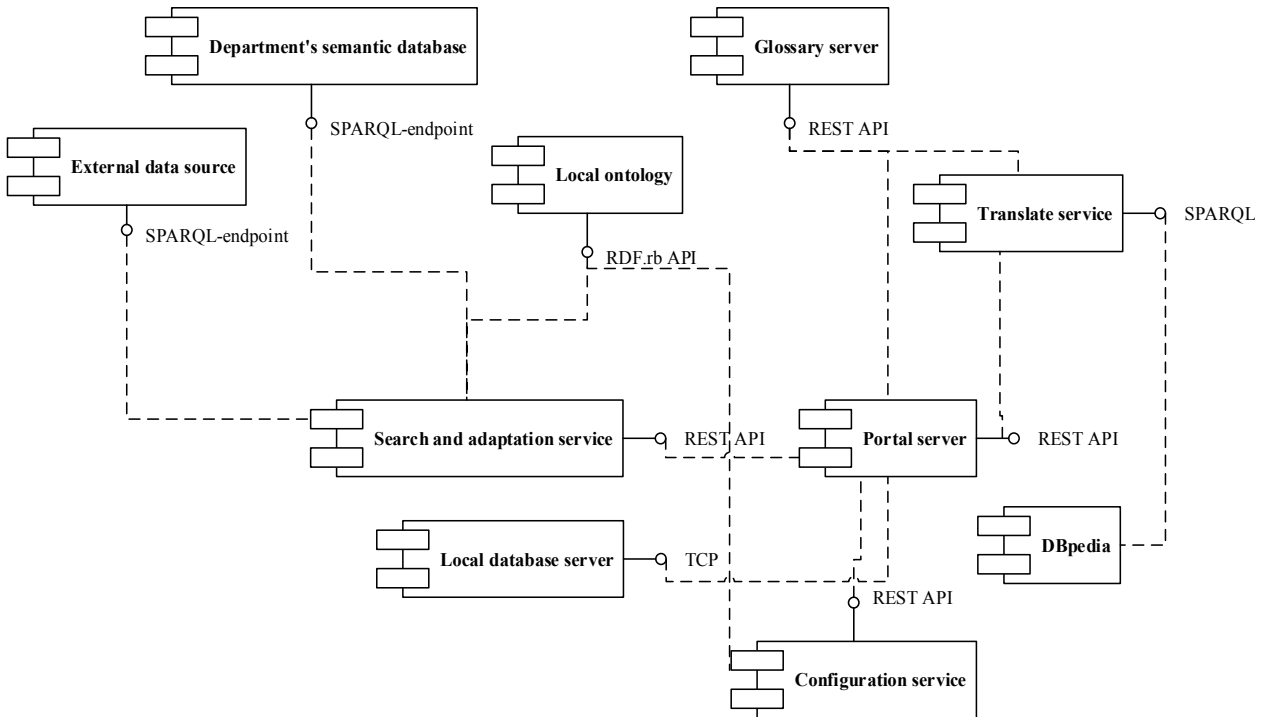 Department's semantic database
Glossary server
SPARQL-endpoint
REST API
External data source
Local ontology
Translate service
SPARQL
SPARQL-endpoint
RDF.rb API
Search and adaptation service
REST API
Portal server
REST API
Local database server
TCP
DBpedia
REST API
Configuration service